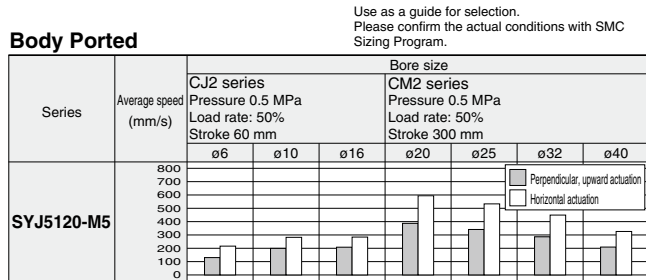 Use as a guide for selection.
Please confirm the actual conditions with SMC
Sizing Program.
Body Ported
Series
Average speed
(mm/s)
Bore size
CJ2 series
Pressure 0.5 MPa
Load rate: 50%
Stroke 60 mm
CM2 series
Pressure 0.5 MPa
Load rate: 50%
Stroke 300 mm
ø6 ø10 ø16 ø20 ø25 ø32 ø40
SYJ5120-M5
800
700
600
500
400
300
200
100
0
Perpendicular, upward actuation
Horizontal actuation